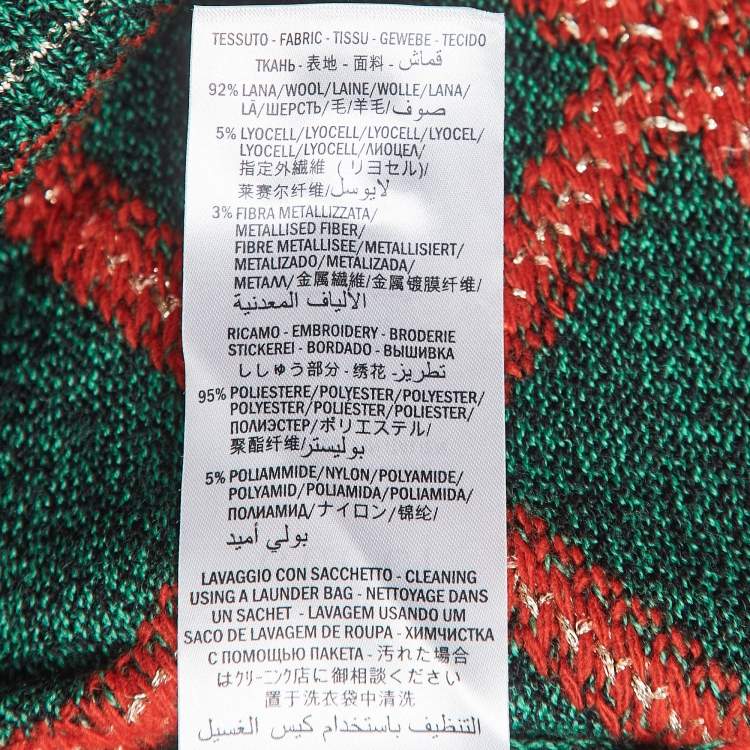 TESSUTO - FABRIC - TISSU - GEWEBE - TECIDO
ТКАНЬ - 表地 - 面料 - قماش
92% LANA/WOOL/LAINE/WOLLE/LANA/
LÃ/ШЕРСТЬ/毛/羊毛/صوف
5% LYOCELL/LYOCELL/LYOCELL/LYOCEL/
LYOCELL/LYOCELL/ЛИОЦЕЛ/
指定外繊維 (リヨセル)/
莱赛尔纤维/لايوسل
3% FIBRA METALLIZZATA/
METALLISED FIBER/
FIBRE METALLISEE/METALLISIERT/
METALIZADO/METALIZADA/
МЕТАЛЛ/金属繊維/金属镀膜纤维/
الألياف المعدنية
RICAMO - EMBROIDERY - BRODERIE
STICKEREI - BORDADO - ВЫШИВКА
ししゅう部分 - 绣花 - تطريز
95% POLIESTERE/POLYESTER/POLYESTER/
POLYESTER/POLIÉSTER/POLIESTER/
ПОЛИЭСТЕР/ポリエステル/
聚酯纤维/بوليستر
5% POLIAMMIDE/NYLON/POLYAMIDE/
POLYAMID/POLIAMIDA/POLIAMIDA/
ПОЛИАМИД/ナイロン/锦纶/
بولي أميد
LAVAGGIO CON SACCHETTO - CLEANING
USING A LAUNDER BAG - NETTOYAGE DANS
UN SACHET - LAVAGEM USANDO UM
SACO DE LAVAGEM DE ROUPA - ХИМЧИСТКА
С ПОМОЩЬЮ ПАКЕТА - 汚れた場合
はクリーニング店に御相談ください
置于洗衣袋中清洗
التنظيف باستخدام كيس الغسيل